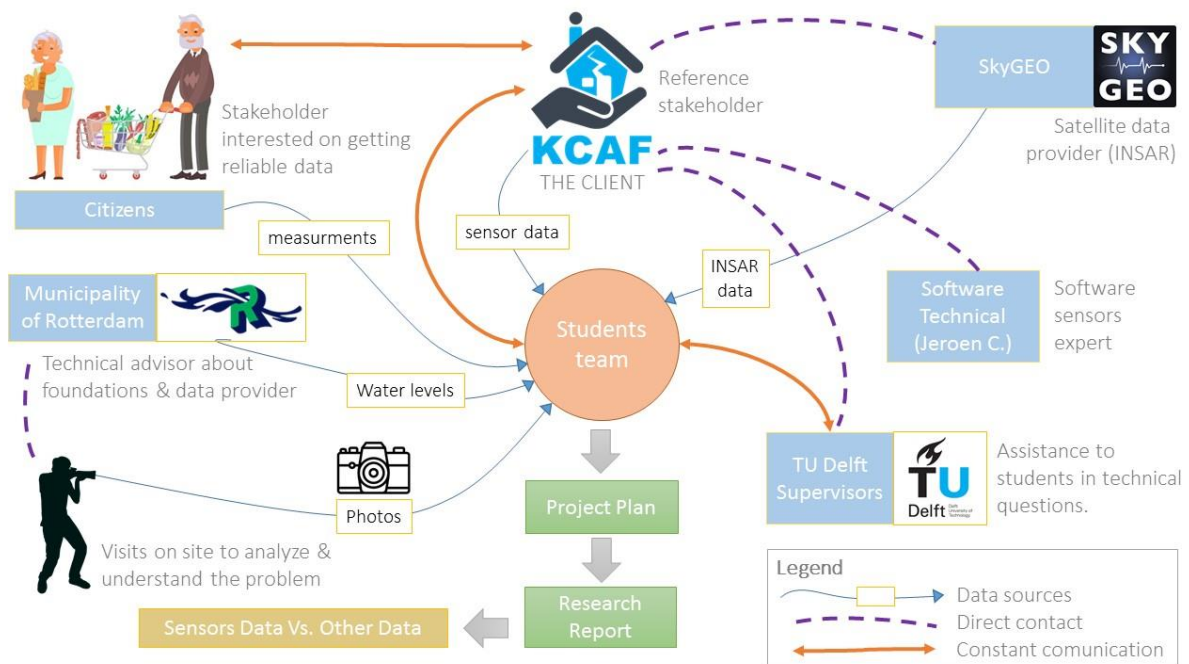 Stakeholder
interested on getting
reliable data
Citizens
KCAF
THE CLIENT
Reference
stakeholder
SkyGEO
SKY
GEO
Satellite data
provider (INSAR)
measurments
sensor data
INSAR
data
Municipality
of Rotterdam
R
Technical advisor about
foundations & data provider
Water levels
Students
team
Software
Technical
(Jeroen C.)
Software
sensors
expert
Photos
Visits on site to analyze &
understand the problem
TU Delft
Supervisors
TU
Delft
Delft
University of
Technology
Assistance to
students in technical
questions.
Project Plan
Research
Report
Sensors Data Vs. Other Data
Legend
Data sources
Direct contact
Constant comunication